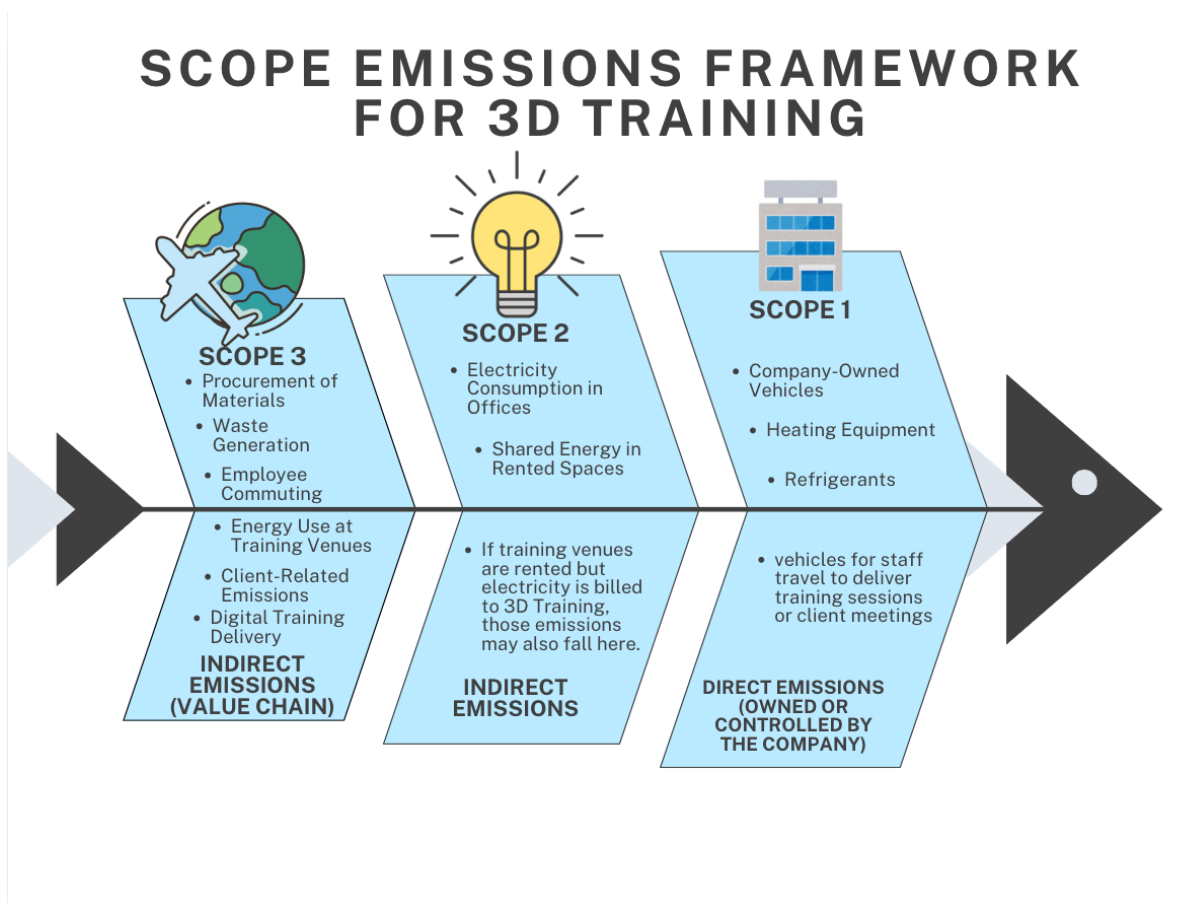 SCOPE EMISSIONS FRAMEWORK
FOR 3D TRAINING
SCOPE 3
• Procurement of
Materials
• Waste
Generation
• Employee
Commuting
• Energy Use at
Training Venues
• Client-Related
Emissions
• Digital Training
Delivery
INDIRECT
EMISSIONS
(VALUE CHAIN)
SCOPE 2
• Electricity
Consumption in
Offices
• Shared Energy in
Rented Spaces
• If training venues
are rented but
electricity is billed
to 3D Training,
those emissions
may also fall here.
INDIRECT
EMISSIONS
SCOPE 1
• Company-Owned
Vehicles
• Heating Equipment
• Refrigerants
• vehicles for staff
travel to deliver
training sessions
or client meetings
DIRECT EMISSIONS
(OWNED OR
CONTROLLED BY
THE COMPANY)